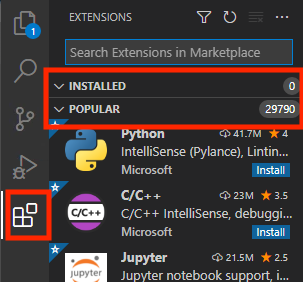 EXTENSIONS
1
Search Extensions in Marketplace
INSTALLED 0
POPULAR 29790
Python 41.7M 4
IntelliSense (Pylance), Lintin...
Microsoft Install
C/C++
C/C++ 23M 3.5
C/C++ IntelliSense, debuggi...
Microsoft Install
jupyter
Jupyter 21.5M 2.5
Jupyter notebook support, i...